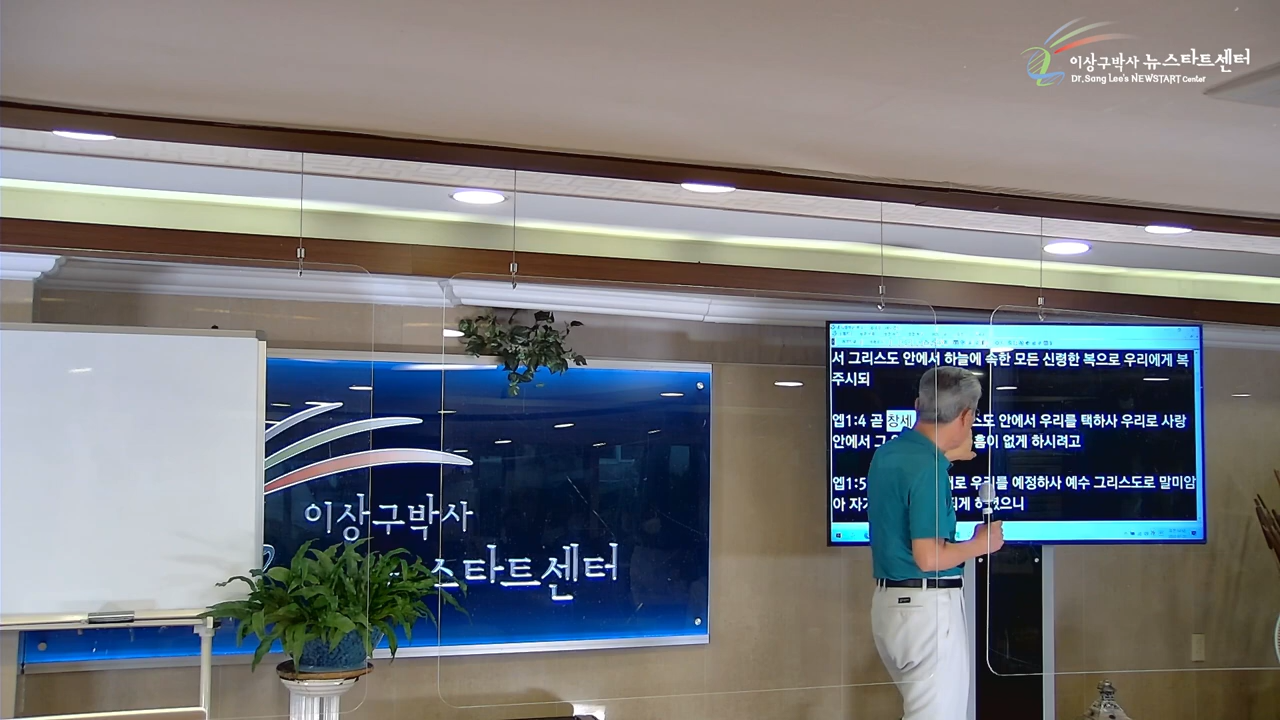 이상구박사 뉴스타트센터
Dr. Sang Lee's NEWSTART Center
서 그리스도 안에서 하늘에 속한 모든 신령한 복으로 우리에게 복
주시되
엡1:4 곧 창세 스도 안에서 우리를 택하사 우리로 사랑
안에서 그 흠이 없게 하시려고
엡1:5 로 우리를 예정하사 예수 그리스도로 말미암
아 자기 되게 하셨으니
이상구박사
스타트센터